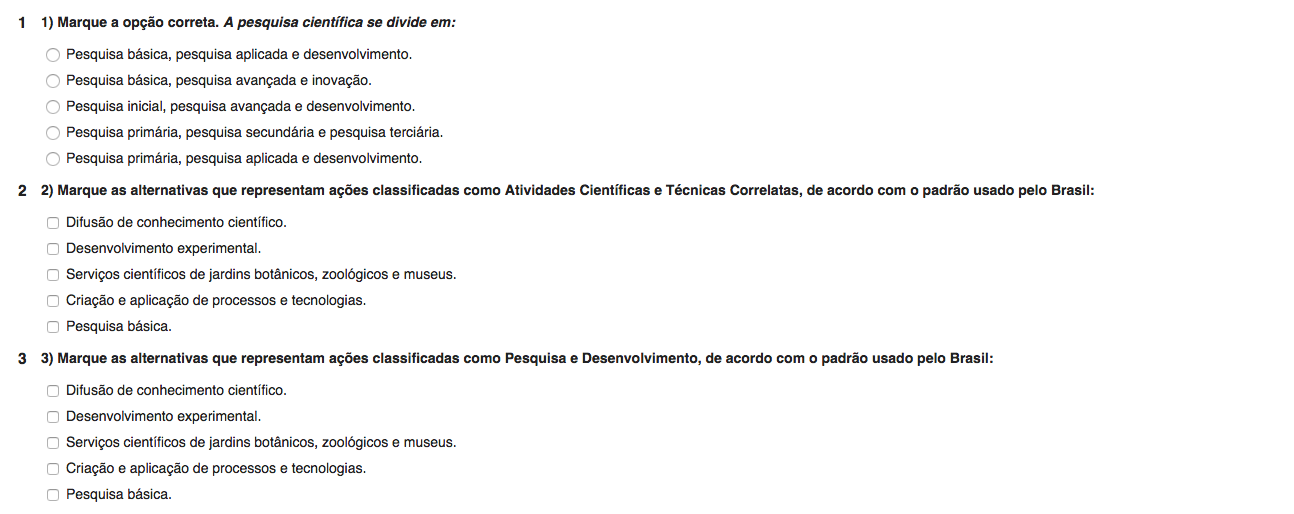 1 1) Marque a opção correta. A pesquisa científica se divide em:
Pesquisa básica, pesquisa aplicada e desenvolvimento.
Pesquisa básica, pesquisa avançada e inovação.
Pesquisa inicial, pesquisa avançada e desenvolvimento.
Pesquisa primária, pesquisa secundária e pesquisa terciária.
Pesquisa primária, pesquisa aplicada e desenvolvimento.
2 2) Marque as alternativas que representam ações classificadas como Atividades Científicas e Técnicas Correlatas, de acordo com o padrão usado pelo Brasil:
Difusão de conhecimento científico.
Desenvolvimento experimental.
Serviços científicos de jardins botânicos, zoológicos e museus.
Criação e aplicação de processos e tecnologias.
Pesquisa básica.
3 3) Marque as alternativas que representam ações classificadas como Pesquisa e Desenvolvimento, de acordo com o padrão usado pelo Brasil:
Difusão de conhecimento científico.
Desenvolvimento experimental.
Serviços científicos de jardins botânicos, zoológicos e museus.
Criação e aplicação de processos e tecnologias.
Pesquisa básica.